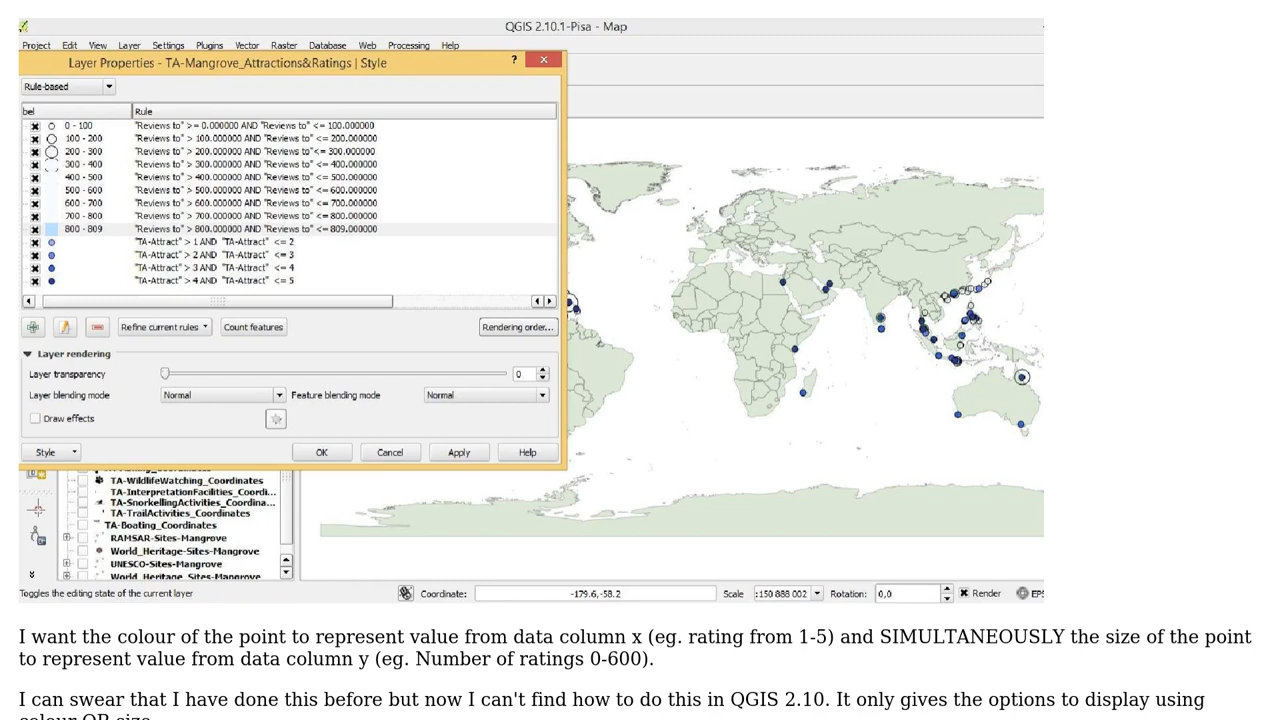 QGIS 2.10.1-Pisa - Map
Project Edit View Layer Settings Plugins Vector Raster Database Web Processing Help
Layer Properties - TA-Mangrove_Attractions&Ratings | Style ?
Rule-based
bel Rule
0 - 100 "Reviews to" >= 0.000000 AND "Reviews to" <= 100.000000
100 - 200 "Reviews to" > 100.000000 AND "Reviews to" <= 200.000000
200 - 300 "Reviews to" > 200.000000 AND "Reviews to"<= 300.000000
300 - 400 "Reviews to" > 300.000000 AND "Reviews to" <= 400.000000
400 - 500 "Reviews to" > 400.000000 AND "Reviews to" <= 500.000000
500 - 600 "Reviews to" > 500.000000 AND "Reviews to" <= 600.000000
600 - 700 "Reviews to" > 600.000000 AND "Reviews to" <= 700.000000
700 - 800 "Reviews to" > 700.000000 AND "Reviews to" <= 800.000000
800 - 809 "Reviews to" > 800.000000 AND "Reviews to" <= 809.000000
"TA-Attract" > 1 AND "TA-Attract" <= 2
"TA-Attract" > 2 AND "TA-Attract" <= 3
"TA-Attract" > 3 AND "TA-Attract" <= 4
"TA-Attract" > 4 AND "TA-Attract" <= 5
Refine current rules Count features Rendering order...
Layer rendering
Layer transparency 0
Layer blending mode Normal Feature blending mode Normal
Draw effects
Style OK Cancel Apply Help
TA-WildlifeWatching_Coordinates
TA-InterpretationFacilities_Coordi...
TA-SnorkellingActivities_Coordina...
TA-TrailActivities_Coordinates
TA-Boating_Coordinates
RAMSAR-Sites-Mangrove
World_Heritage-Sites-Mangrove
UNESCO-Sites-Mangrove
World_Heritage_Sites-Mangrove
Toggles the editing state of the current layer Coordinate: -179.6,-58.2 Scale :150 888 002 Rotation: 0,0 Render EPS
I want the colour of the point to represent value from data column x (eg. rating from 1-5) and SIMULTANEOUSLY the size of the point
to represent value from data column y (eg. Number of ratings 0-600).
I can swear that I have done this before but now I can't find how to do this in QGIS 2.10. It only gives the options to display using
colour OR size